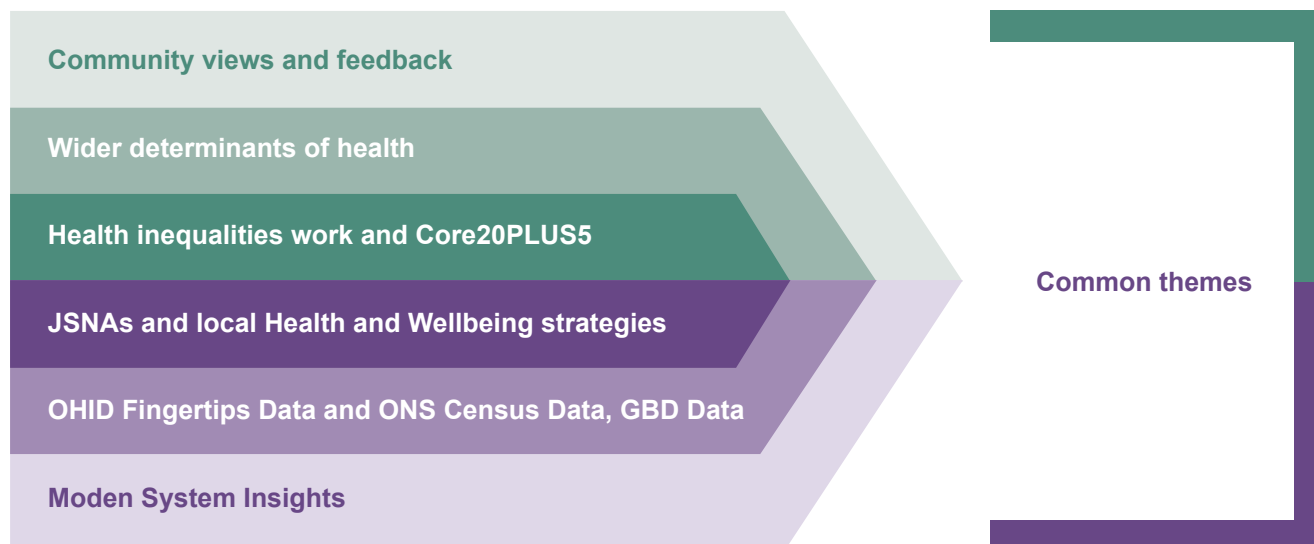 Community views and feedback
Wider determinants of health
Health inequalities work and Core20PLUS5
JSNAs and local Health and Wellbeing strategies
OHID Fingertips Data and ONS Census Data, GBD Data
Moden System Insights
Common themes